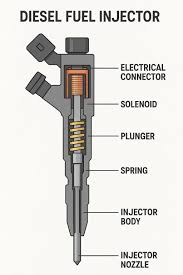 DIESEL FUEL INJECTOR
ELECTRICAL
CONNECTOR
SOLENOID
PLUNGER
SPRING
INJECTOR
BODY
INJECTOR
NOZZLE